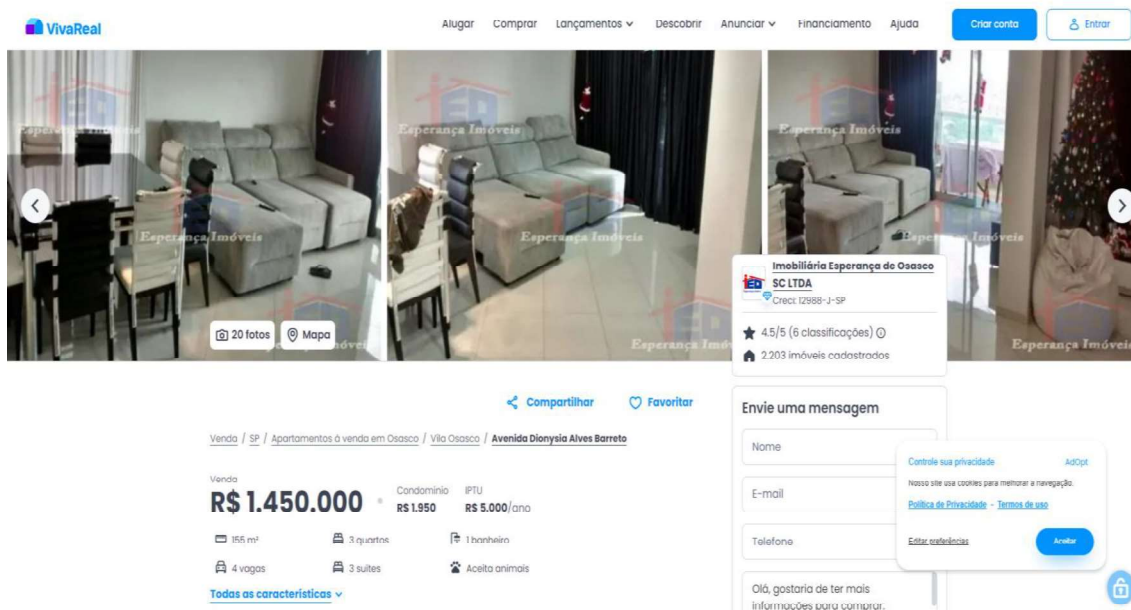 VivaReal
Alugar Comprar Lançamentos Descobrir Anunciar Financiamento Ajuda Criar conta Entrar
Esperança Imóveis
Esperança Imóveis
Esperança Imóveis
Esperança Imóveis
Esperança Imóveis
Esperança Imóveis
Esperança Imóveis
20 fotos Mapa
Imobiliária Esperança de Osasco
SC LTDA
Creci: 12988-J-SP
4.5/5 (6 classificações)
2.203 imóveis cadastrados
Compartilhar Favoritar
Venda / SP / Apartamentos à venda em Osasco / Vila Osasco / Avenida Dionysia Alves Barreto
Venda
R$ 1.450.000
Condomínio IPTU
R$ 1.950 R$ 5.000/ano
155 m² 3 quartos 1 banheiro
4 vagas 3 suítes Aceita animais
Todas as características
Envie uma mensagem
Nome
E-mail
Telefone
Olá, gostaria de ter mais
informações para comprar.
Controle sua privacidade AdOpt
Nosso site usa cookies para melhorar a navegação.
Política de Privacidade - Termos de uso
Editar preferências Aceitar